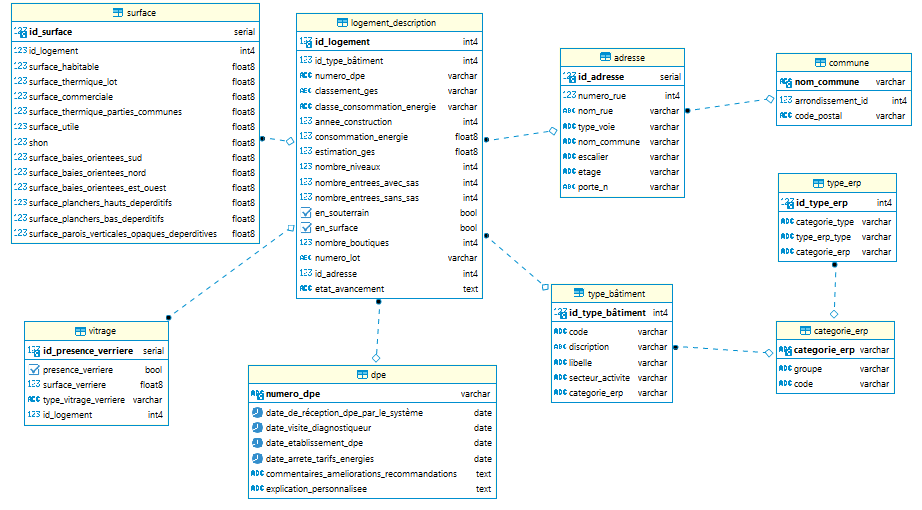 surface
id_surface serial
id_logement int4
surface_habitable float8
surface_thermique_lot float8
surface_commerciale float8
surface_thermique_parties_communes float8
surface_utile float8
shon float8
surface_baies_orientees_sud float8
surface_baies_orientees_nord float8
surface_baies_orientees_est_ouest float8
surface_planchers_hauts_deperditifs float8
surface_planchers_bas_deperditifs float8
surface_parois_verticales_opaques_deperditives float8
logement_description
id_logement int4
id_type_bâtiment int4
numero_dpe varchar
classement_ges varchar
classe_consommation_energie varchar
annee_construction int4
consommation_energie float8
estimation_ges float8
nombre_niveaux int4
nombre_entrees_avec_sas int4
nombre_entrees_sans_sas int4
en_souterrain bool
en_surface bool
nombre_boutiques int4
numero_lot varchar
id_adresse int4
etat_avancement text
adresse
id_adresse serial
numero_rue int4
nom_rue varchar
type_voie varchar
nom_commune varchar
escalier varchar
etage varchar
porte_n varchar
commune
nom_commune varchar
arrondissement_id int4
code_postal varchar
type_erp
id_type_erp int4
categorie_type varchar
type_erp_type varchar
categorie_erp varchar
vitrage
id_presence_verriere serial
presence_verriere bool
surface_verriere float8
type_vitrage_verriere varchar
id_logement int4
dpe
numero_dpe varchar
date_de_réception_dpe_par_le_système date
date_visite_diagnostiqueur date
date_etablissement_dpe date
date_arrete_tarifs_energies date
commentaires_ameliorations_recommandations text
explication_personnalisee text
type_bâtiment
id_type_bâtiment int4
code varchar
discription varchar
libelle varchar
secteur_activite varchar
categorie_erp varchar
categorie_erp
categorie_erp varchar
groupe varchar
code varchar